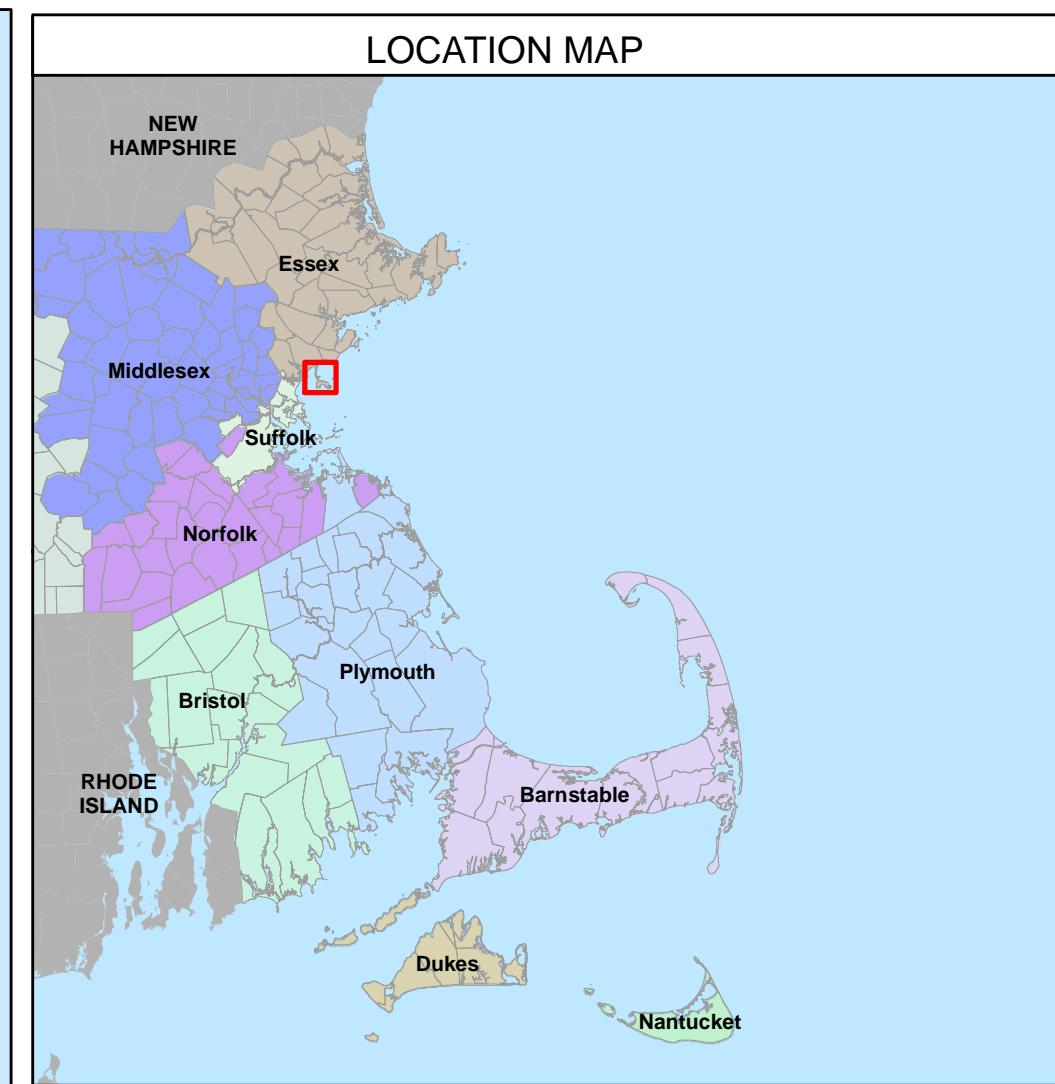 LOCATION MAP
NEW
HAMPSHIRE
Essex
Middlesex
Suffolk
Norfolk
Plymouth
Bristol
RHODE
ISLAND
Barnstable
Dukes
Nantucket